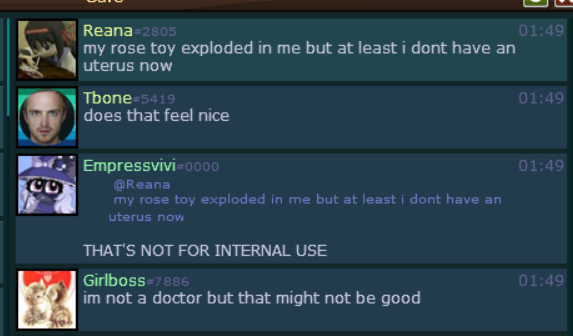 Reana#2805 01:49
my rose toy exploded in me but at least i dont have an
uterus now
Tbone#5419 01:49
does that feel nice
Empressvivi#0000 01:49
@Reana
my rose toy exploded in me but at least i dont have an
uterus now
THAT'S NOT FOR INTERNAL USE
Girlboss#7886 01:49
im not a doctor but that might not be good